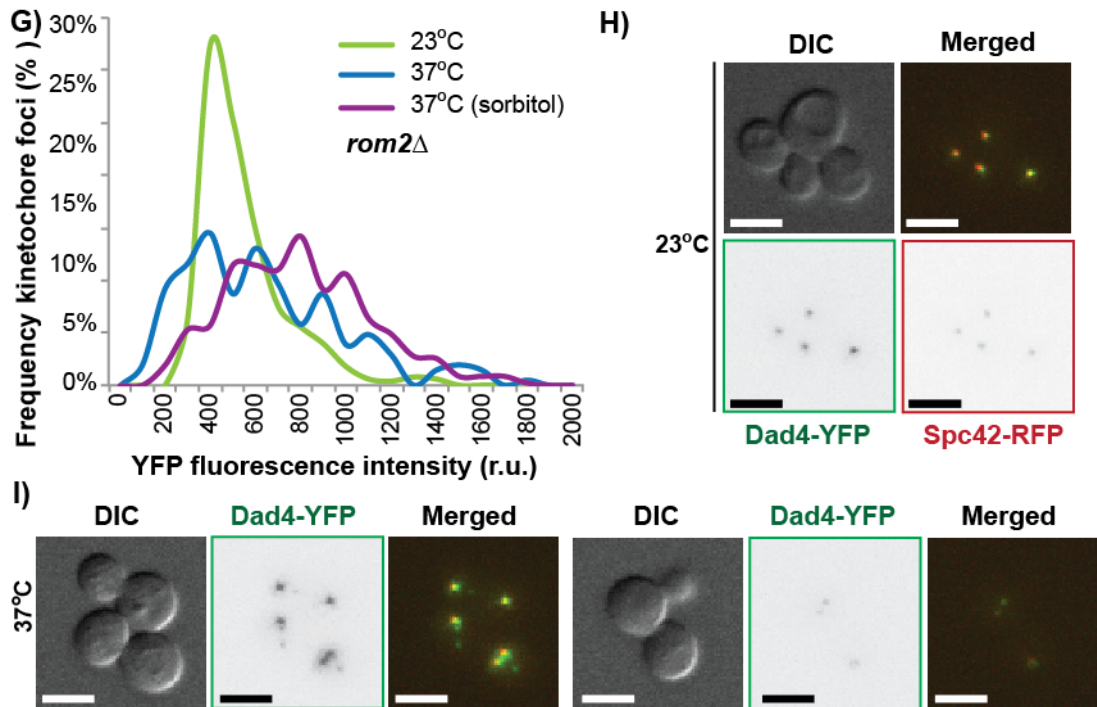 G)
30%
25%
20%
15%
10%
5%
0%
Frequency kinetochore foci (% )
23°C
37°C
37°C (sorbitol)
rom2Δ
0 200 400 600 800 1000 1200 1400 1600 1800 2000
YFP fluorescence intensity (r.u.)
H)
DIC Merged
23°C
Dad4-YFP Spc42-RFP
I)
DIC Dad4-YFP Merged DIC Dad4-YFP Merged
37°C